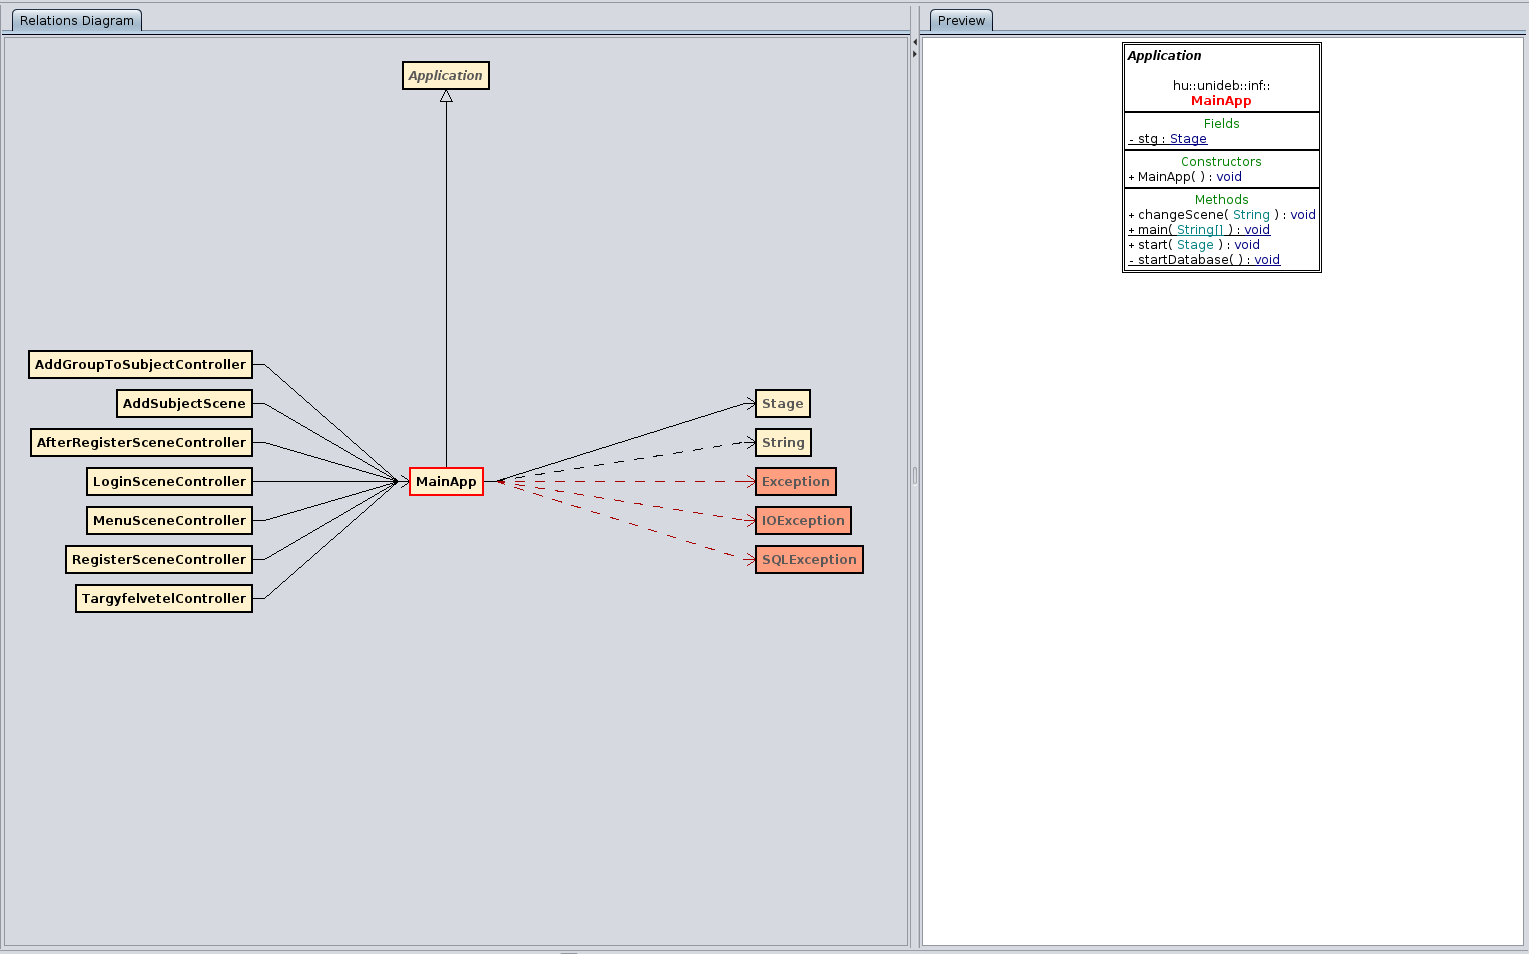 Relations Diagram
Application
AddGroupToSubjectController
AddSubjectScene
AfterRegisterSceneController
LoginSceneController
MenuSceneController
RegisterSceneController
TargyfelvetelController
MainApp
Stage
String
Exception
IOException
SQLException
Preview
Application
hu::unideb::inf::
MainApp
Fields
- stg : Stage
Constructors
+ MainApp( ) : void
Methods
+ changeScene( String ) : void
+ main( String[] ) : void
+ start( Stage ) : void
- startDatabase( ) : void